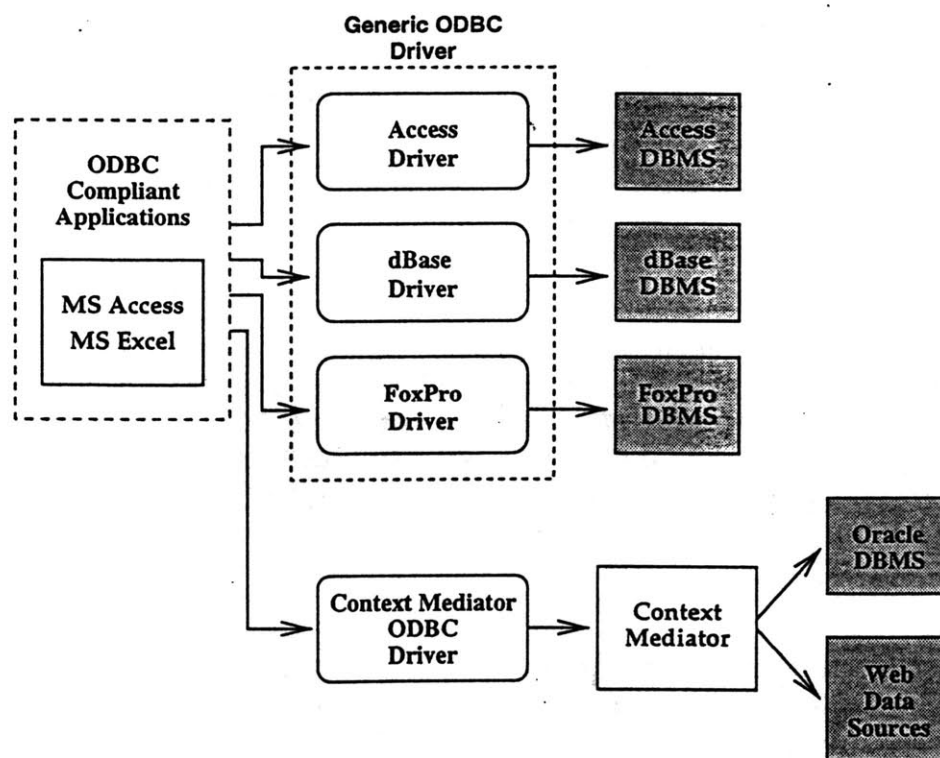 Generic ODBC
Driver
ODBC
Compliant
Applications
MS Access
MS Excel
Access
Driver
Access
DBMS
dBase
Driver
dBase
DBMS
FoxPro
Driver
FoxPro
DBMS
Context Mediator
ODBC
Driver
Context
Mediator
Oracle
DBMS
Web
Data
Sources